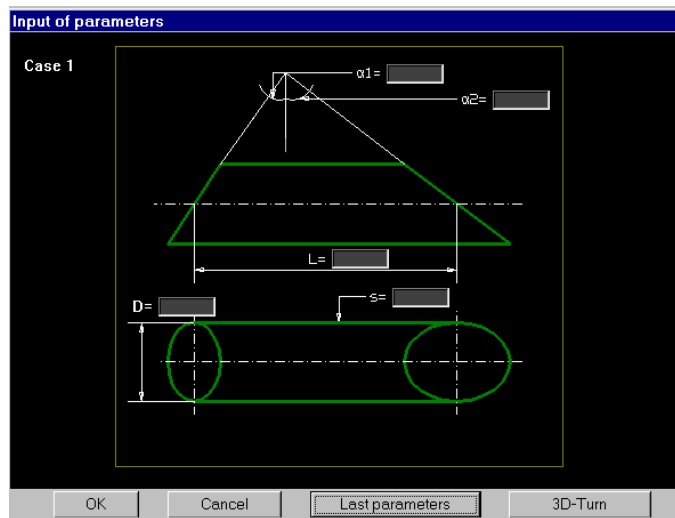 Input of parameters
Case 1
α1=
α2=
L=
D=
s=
OK
Cancel
Last parameters
3D-Turn